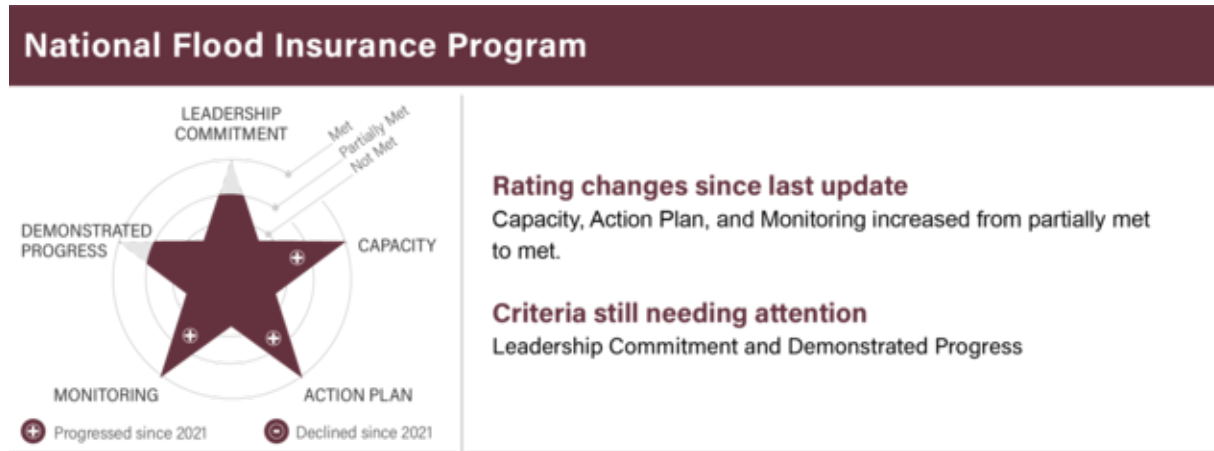 National Flood Insurance Program
LEADERSHIP
COMMITMENT
Met
Partially Met
Not Met
DEMONSTRATED
PROGRESS
CAPACITY
MONITORING
ACTION PLAN
Progressed since 2021
Declined since 2021
Rating changes since last update
Capacity, Action Plan, and Monitoring increased from partially met
to met.
Criteria still needing attention
Leadership Commitment and Demonstrated Progress